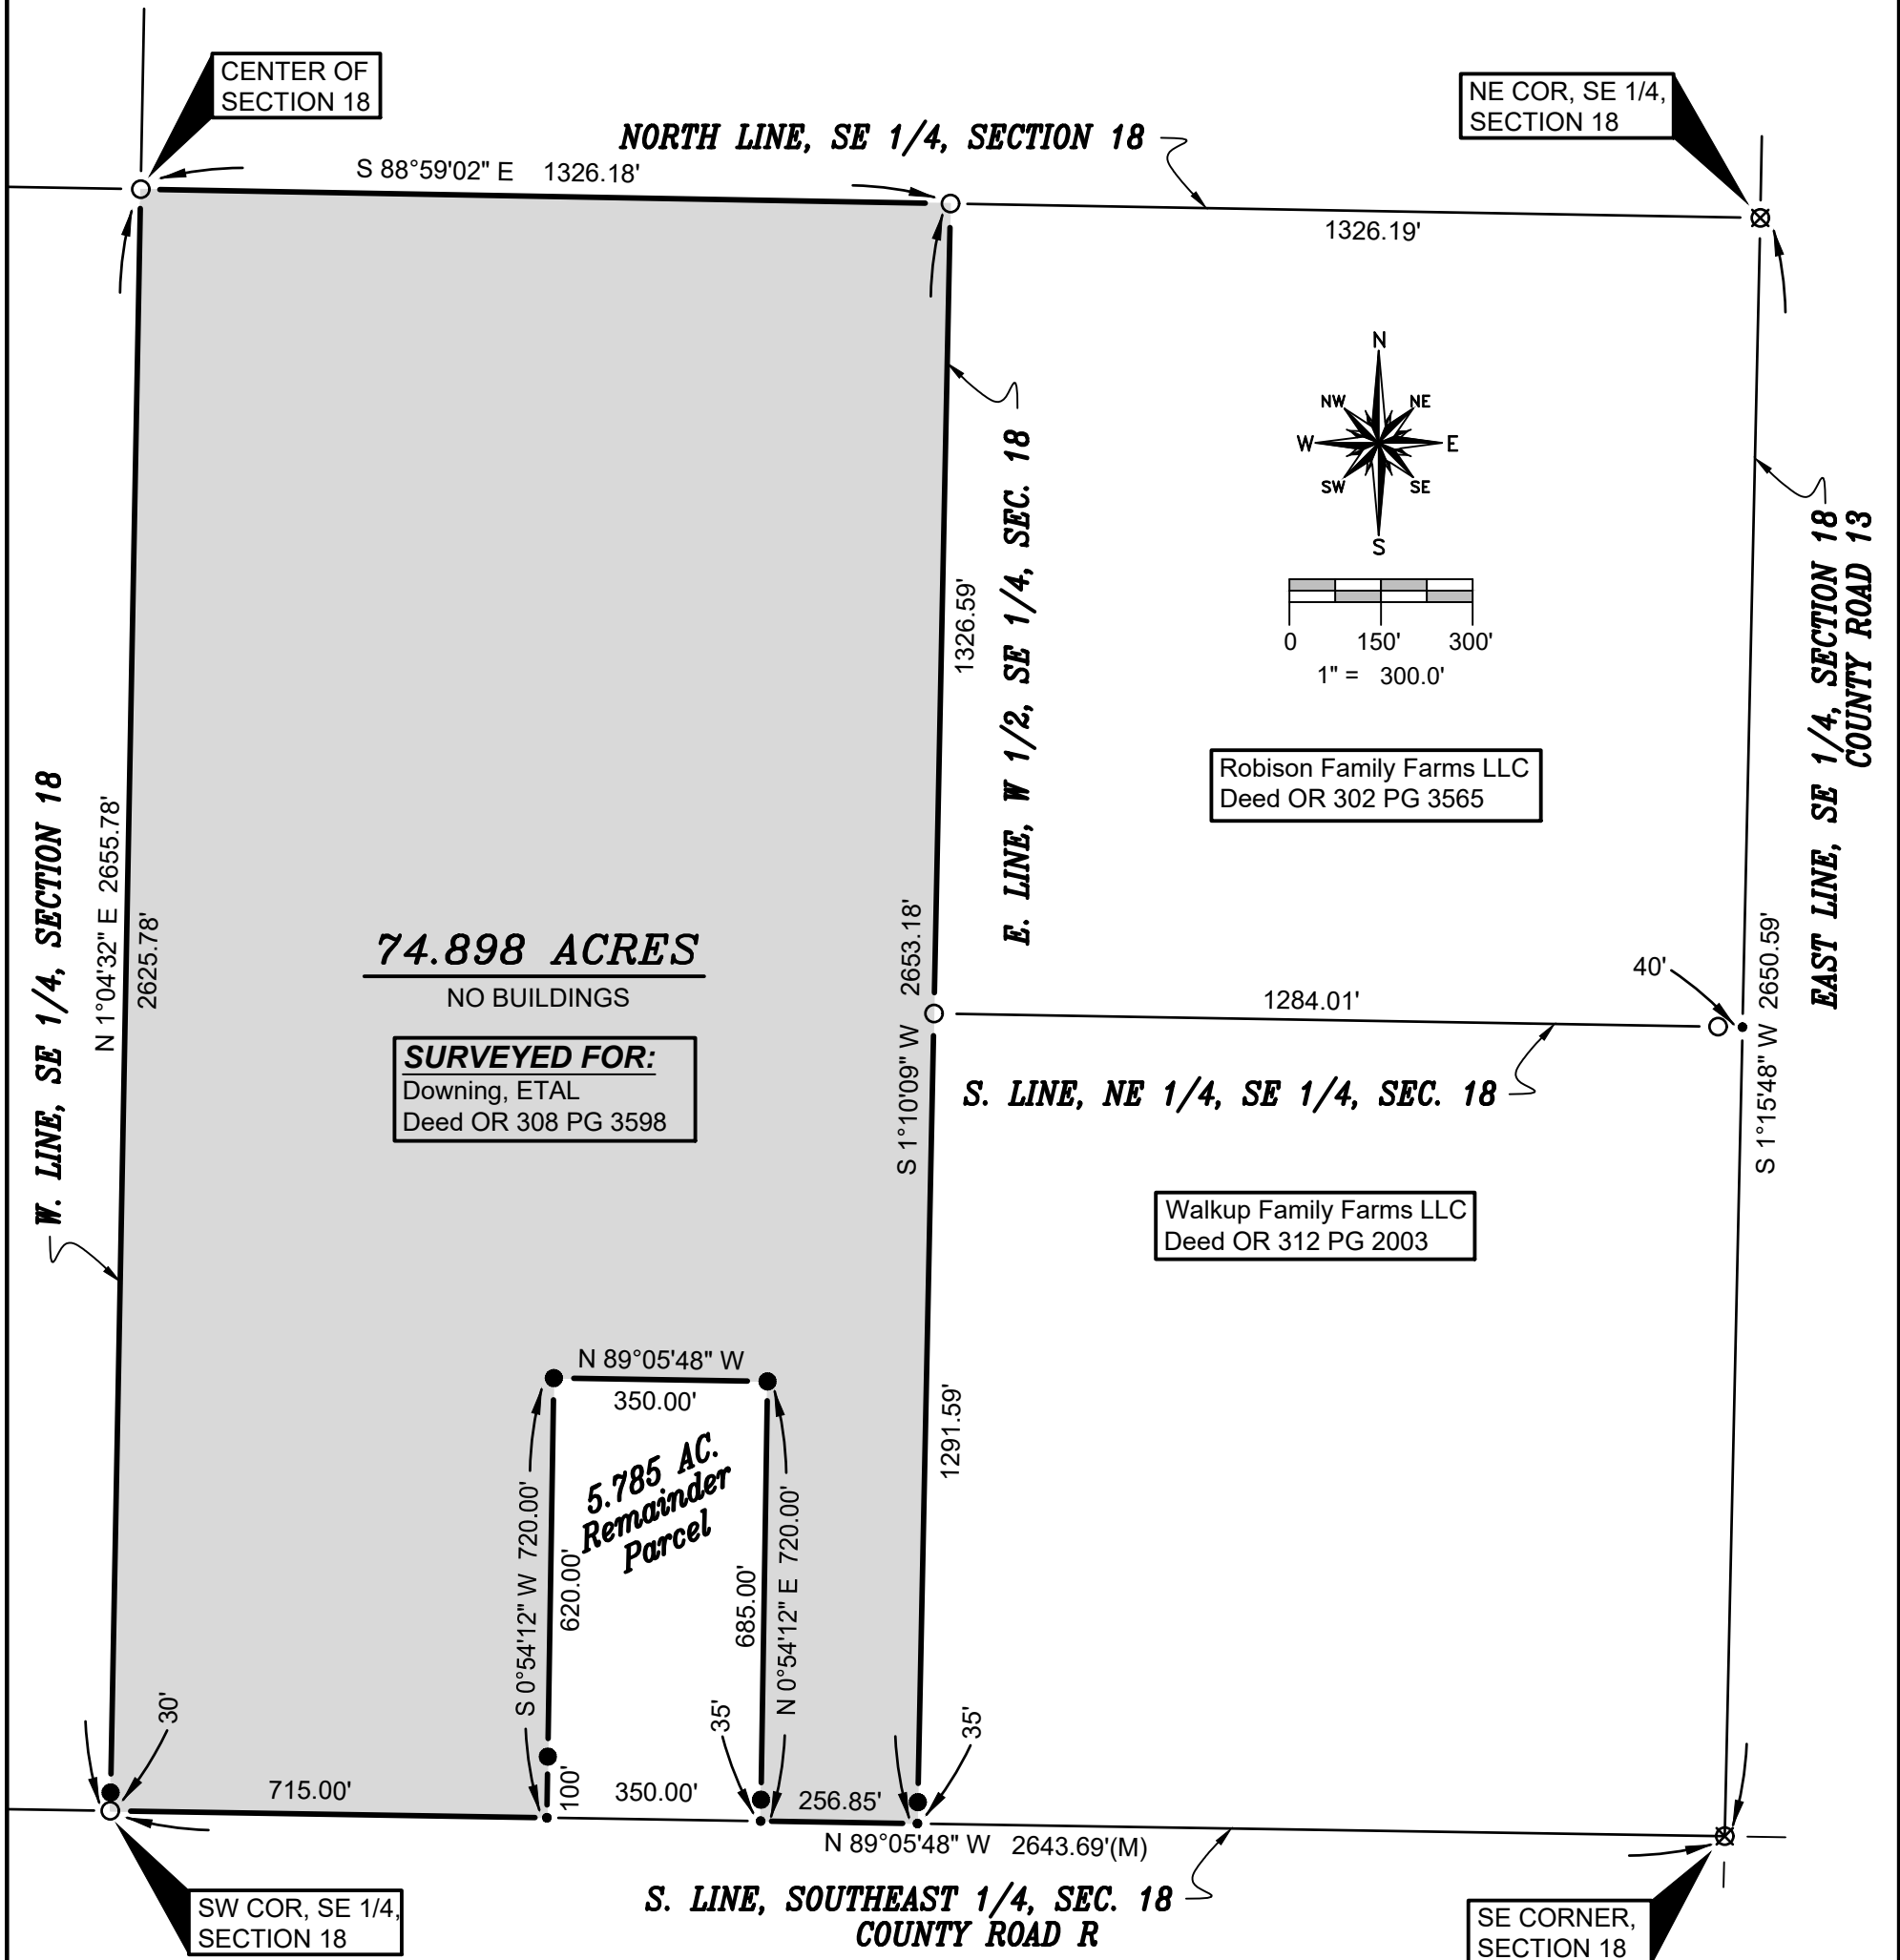 CENTER OF
SECTION 18
NE COR, SE 1/4,
SECTION 18
NORTH LINE, SE 1/4, SECTION 18
S 88°59'02" E 1326.18'
1326.19'
N
NW
NE
W
E
SW
SE
S
0 150' 300'
1" = 300.0'
E. LINE, W 1/2, SE 1/4, SEC. 18
1326.59'
EAST LINE, SE 1/4, SECTION 18
COUNTY ROAD 13
Robison Family Farms LLC
Deed OR 302 PG 3565
W. LINE, SE 1/4, SECTION 18
N 1°04'32" E 2655.78'
2625.78'
74.898 ACRES
NO BUILDINGS
SURVEYED FOR:
Downing, ETAL
Deed OR 308 PG 3598
S 1°10'09" W 2653.18'
40'
1284.01'
S 1°15'48" W 2650.59'
S. LINE, NE 1/4, SE 1/4, SEC. 18
Walkup Family Farms LLC
Deed OR 312 PG 2003
N 89°05'48" W
350.00'
5.785 AC.
Remainder
Parcel
1291.59'
S 0°54'12" W 720.00'
620.00'
685.00'
N 0°54'12" E 720.00'
30'
35'
35'
715.00'
100'
350.00'
256.85'
N 89°05'48" W 2643.69'(M)
S. LINE, SOUTHEAST 1/4, SEC. 18
COUNTY ROAD R
SW COR, SE 1/4,
SECTION 18
SE CORNER,
SECTION 18